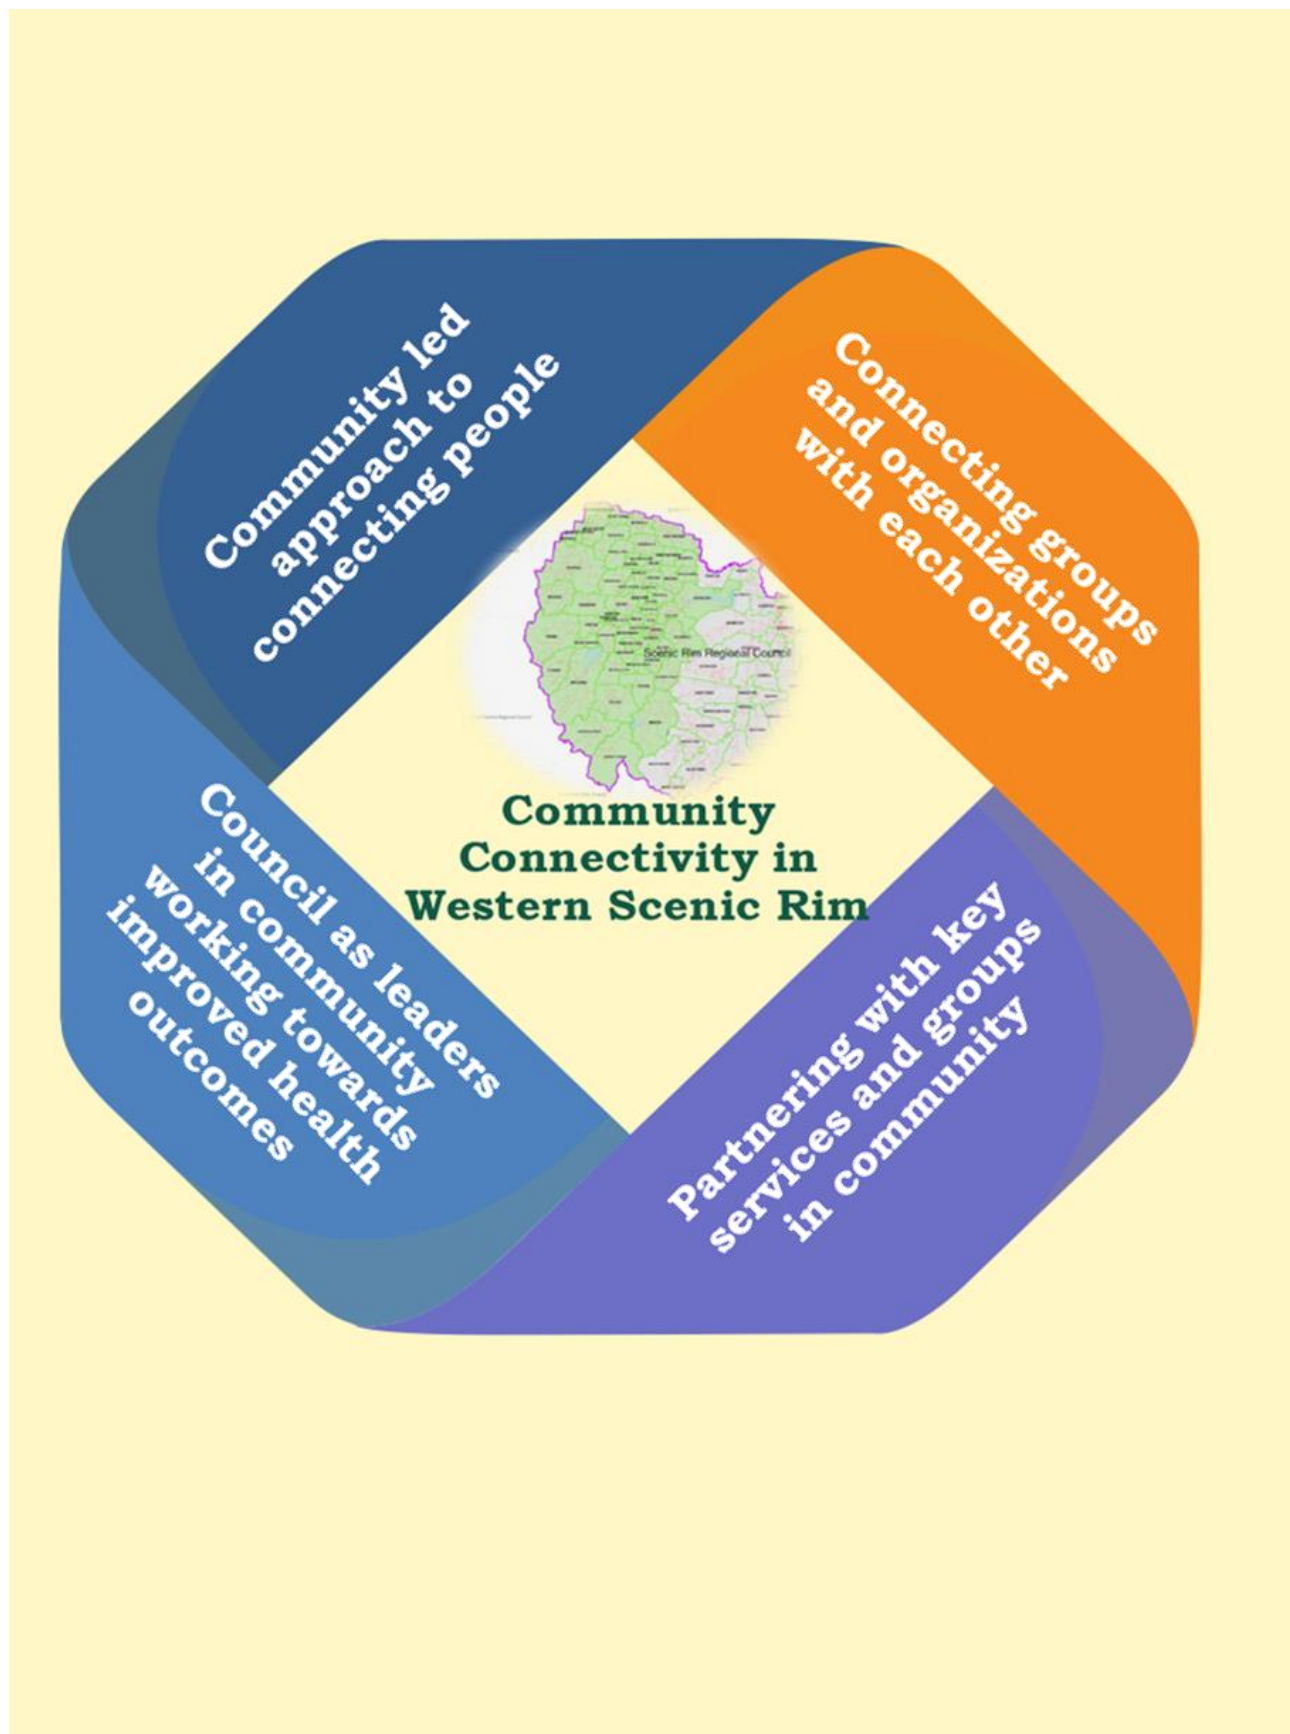 Community led
approach to
connecting people
Connecting groups
and organizations
with each other
Scenic Rim Regional Council
Community
Connectivity in
Western Scenic Rim
Council as leaders
in community
working towards
improved health
outcomes
Partnering with key
services and groups
in community